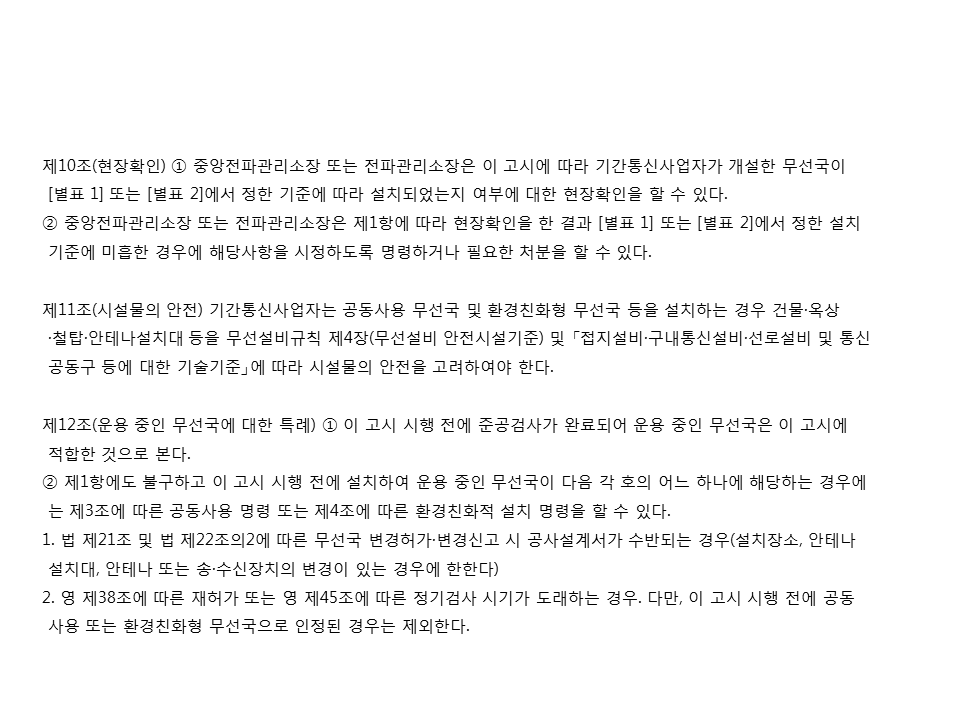 제10조(현장확인) ① 중앙전파관리소장 또는 전파관리소장은 이 고시에 따라 기간통신사업자가 개설한 무선국이
[별표 1] 또는 [별표 2]에서 정한 기준에 따라 설치되었는지 여부에 대한 현장확인을 할 수 있다.
② 중앙전파관리소장 또는 전파관리소장은 제1항에 따라 현장확인을 한 결과 [별표 1] 또는 [별표 2]에서 정한 설치
기준에 미흡한 경우에 해당사항을 시정하도록 명령하거나 필요한 처분을 할 수 있다.
제11조(시설물의 안전) 기간통신사업자는 공동사용 무선국 및 환경친화형 무선국 등을 설치하는 경우 건물·옥상
·철탑·안테나설치대 등을 무선설비규칙 제4장(무선설비 안전시설기준) 및 「접지설비·구내통신설비·선로설비 및 통신
공동구 등에 대한 기술기준」에 따라 시설물의 안전을 고려하여야 한다.
제12조(운용 중인 무선국에 대한 특례) ① 이 고시 시행 전에 준공검사가 완료되어 운용 중인 무선국은 이 고시에
적합한 것으로 본다.
② 제1항에도 불구하고 이 고시 시행 전에 설치하여 운용 중인 무선국이 다음 각 호의 어느 하나에 해당하는 경우에
는 제3조에 따른 공동사용 명령 또는 제4조에 따른 환경친화적 설치 명령을 할 수 있다.
1. 법 제21조 및 법 제22조의2에 따른 무선국 변경허가·변경신고 시 공사설계서가 수반되는 경우(설치장소, 안테나
설치대, 안테나 또는 송·수신장치의 변경이 있는 경우에 한한다)
2. 영 제38조에 따른 재허가 또는 영 제45조에 따른 정기검사 시기가 도래하는 경우. 다만, 이 고시 시행 전에 공동
사용 또는 환경친화형 무선국으로 인정된 경우는 제외한다.